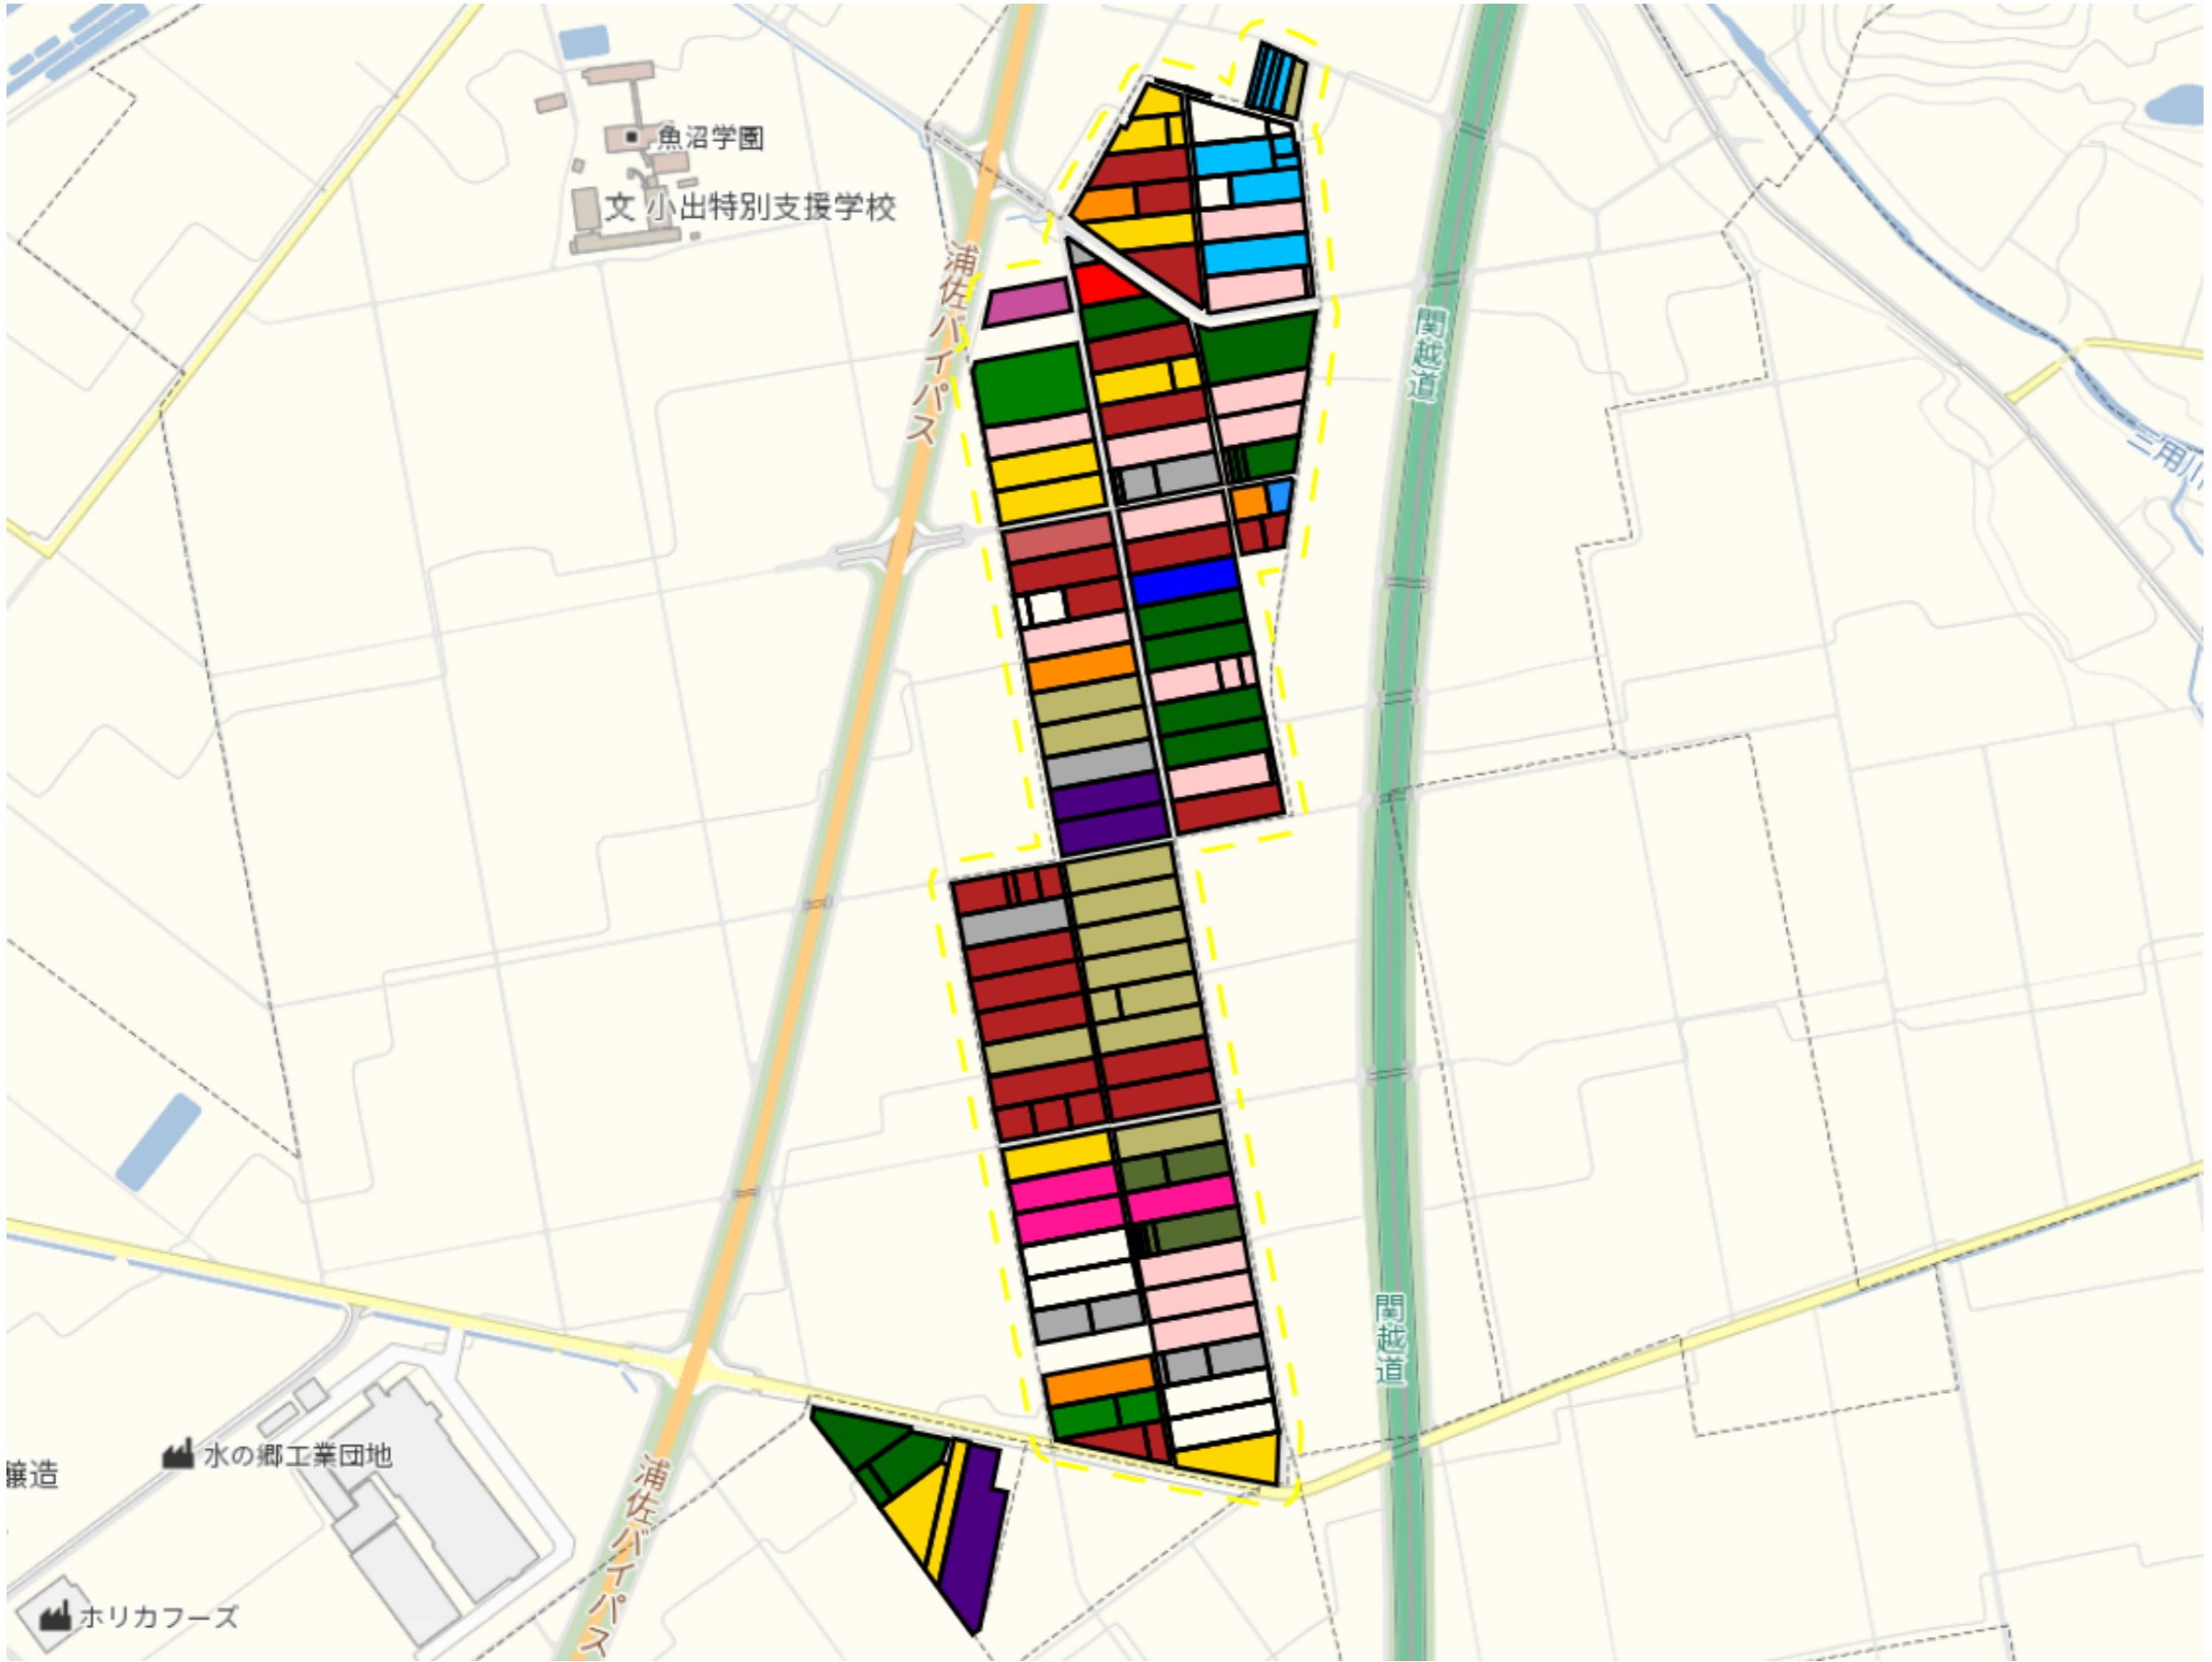 魚沼学園
文 小出特別支援学校
浦佐バイパス
関越道
三用川
関越道
水の郷工業団地
醸造
浦佐バイパス
ホリカフーズ